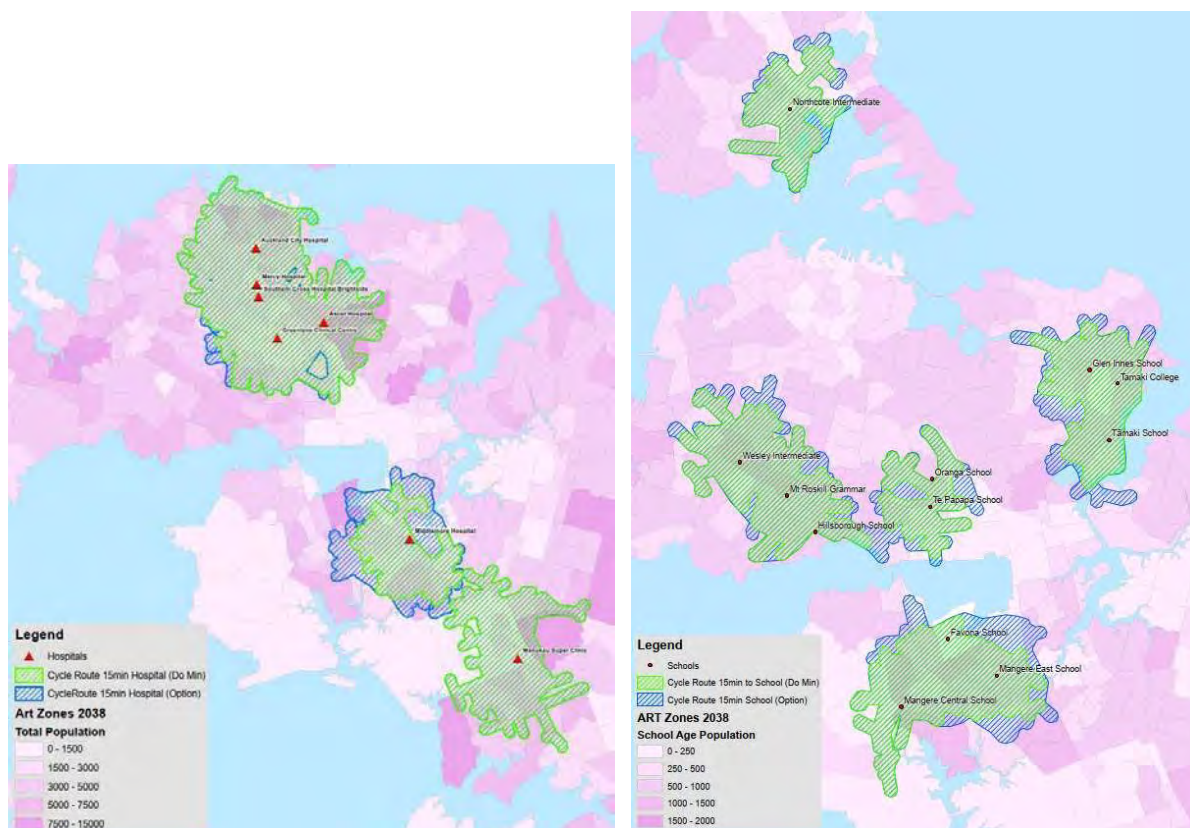 Auckland City Hospital
Mercy Hospital
Southern Cross Hospital Brightside
Ascot Hospital
Greenlane Clinical Centre
Middlemore Hospital
Manukau Super Clinic
Legend
Hospitals
Cycle Route 15min Hospital (Do Min)
CycleRoute 15min Hospital (Option)
Art Zones 2038
Total Population
0 - 1500
1500 - 3000
3000 - 5000
5000 - 7500
7500 - 15000
Northcote Intermediate
Glen Innes School
Tamaki College
Tamaki School
Wesley Intermediate
Oranga School
Mt Roskill Grammar
Te Papapa School
Hillsborough School
Favona School
Mangere East School
Mangere Central School
Legend
Schools
Cycle Route 15min to School (Do Min)
Cycle Route 15min School (Option)
ART Zones 2038
School Age Population
0 - 250
250 - 500
500 - 1000
1000 - 1500
1500 - 2000